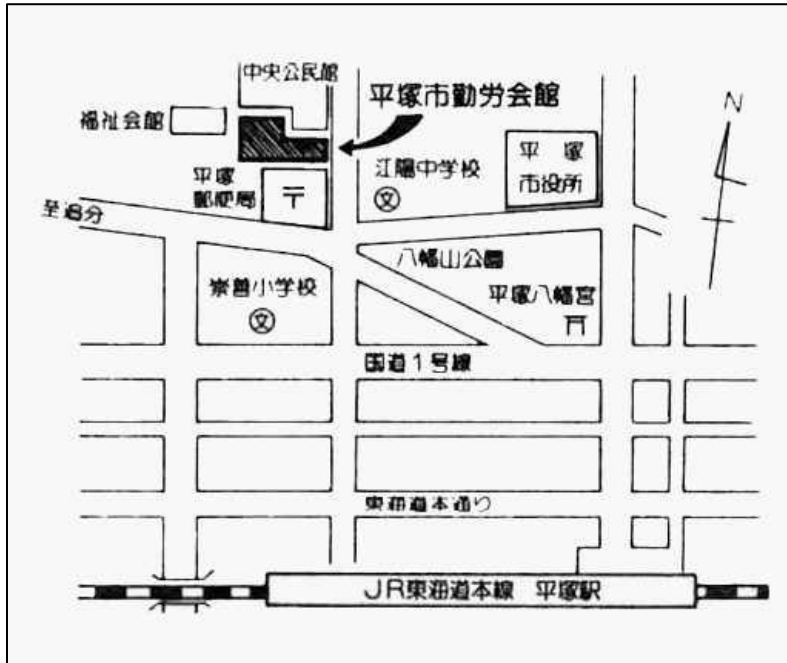 中央公民館
平塚市勤労会館
福祉会館
N
江陽中学校
文
平塚
市役所
平塚
郵便局
〒
至追分
八幡山公園
崇善小学校
文
平塚八幡宮
国道1号線
東海道本通り
JR東海道本線 平塚駅